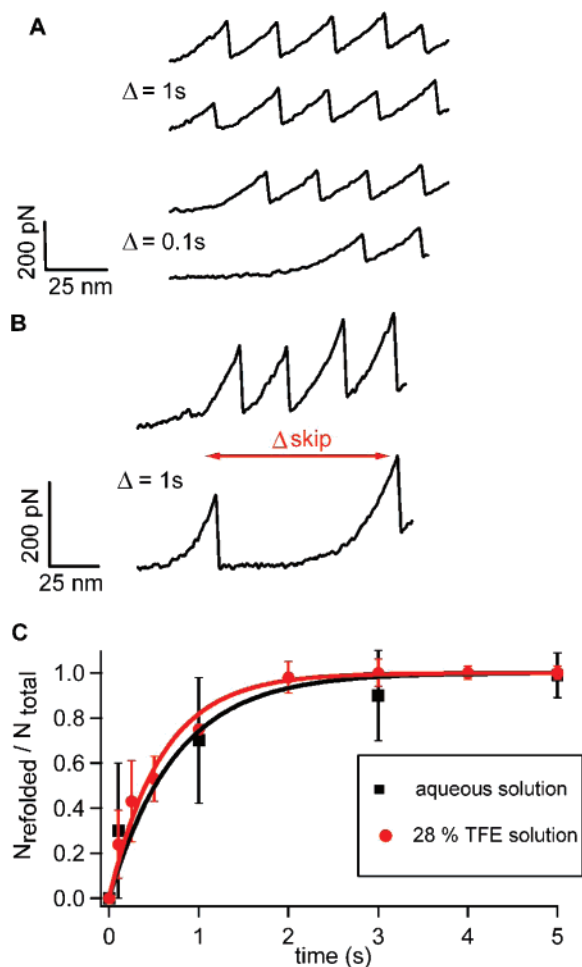 A
Δ = 1s
Δ = 0.1s
200 pN
25 nm
B
Δ skip
Δ = 1s
200 pN
25 nm
C
Nrefolded / N total
1.0
0.8
0.6
0.4
0.2
0.0
aqueous solution
28 % TFE solution
0 1 2 3 4 5
time (s)